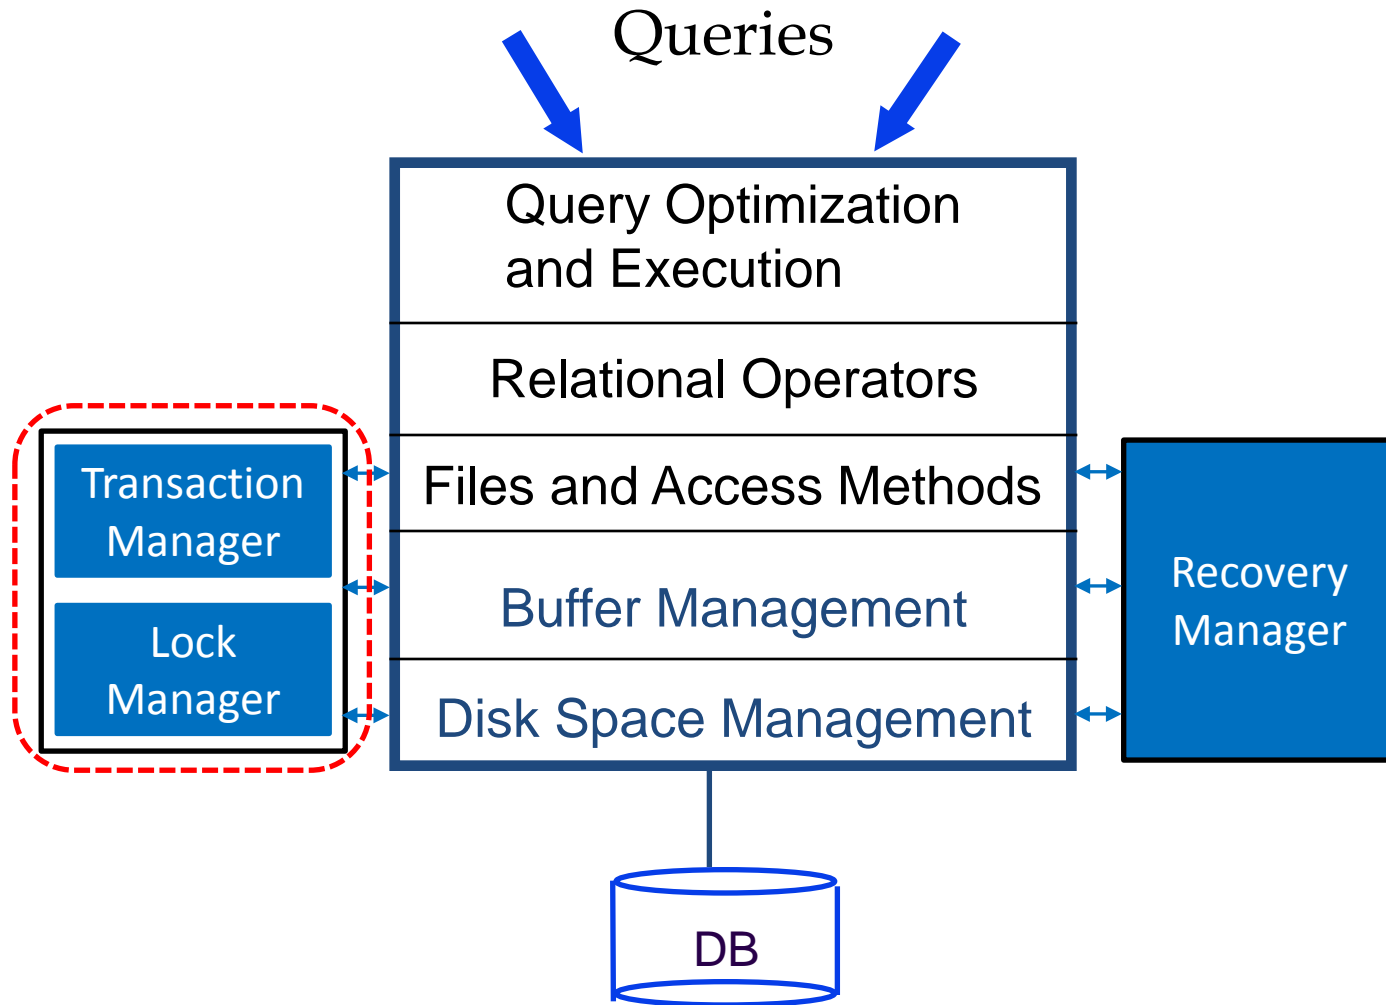 Queries
Query Optimization
and Execution
Relational Operators
Files and Access Methods
Buffer Management
Disk Space Management
Transaction
Manager
Lock
Manager
Recovery
Manager
DB